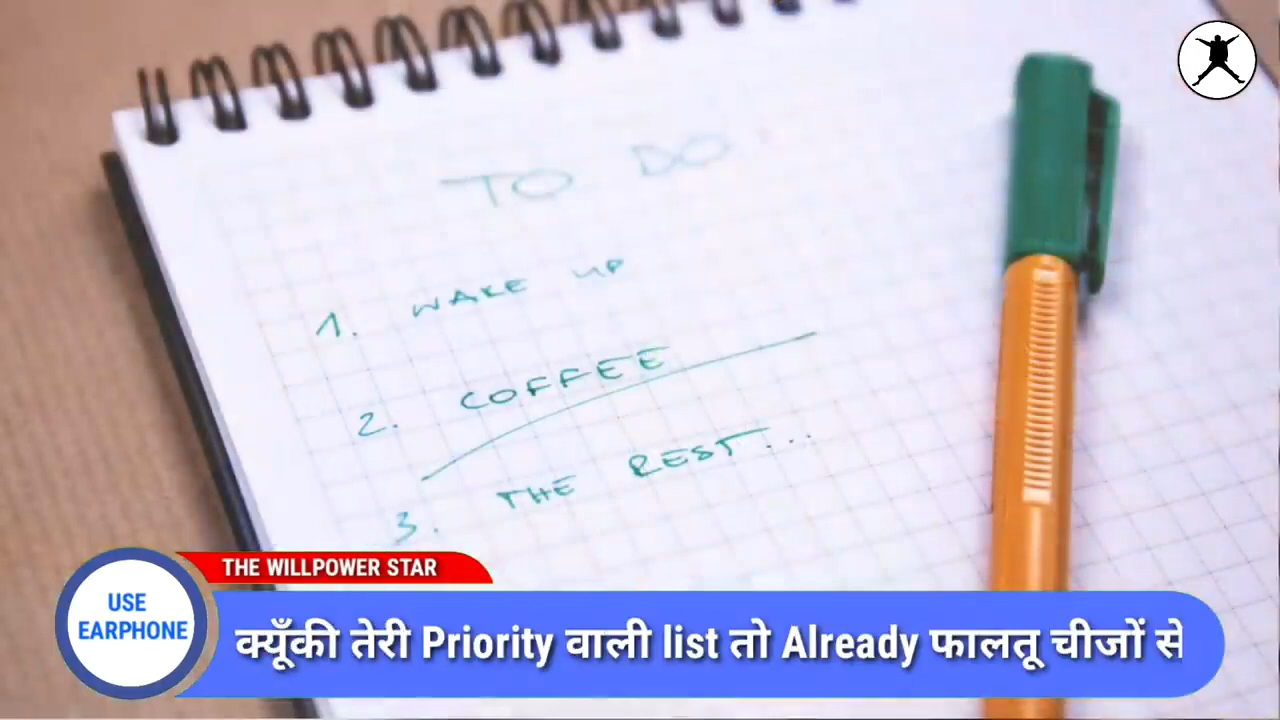 TO DO
1. WAKE UP
2. COFFEE
3. THE REST...
THE WILLPOWER STAR
USE
EARPHONE
क्यूँकी तेरी Priority वाली list तो Already फालतू चीजों से